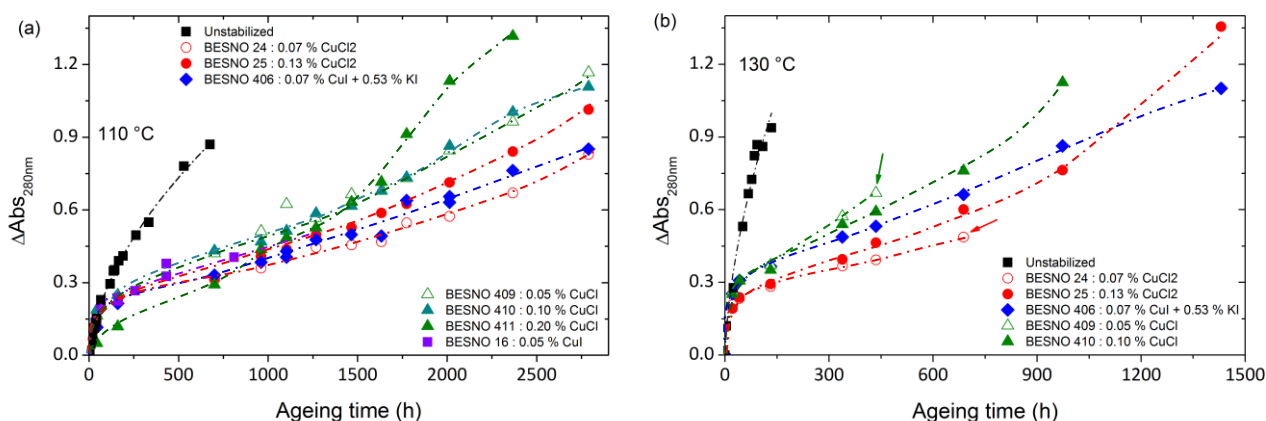 (a)
Unstabilized
BESNO 24 : 0.07 % CuCl2
BESNO 25 : 0.13 % CuCl2
BESNO 406 : 0.07 % CuI + 0.53 % KI
110 °C
BESNO 409 : 0.05 % CuCl
BESNO 410 : 0.10 % CuCl
BESNO 411 : 0.20 % CuCl
BESNO 16 : 0.05 % CuI
ΔAbs280nm
0.0
0.3
0.6
0.9
1.2
0 500 1000 1500 2000 2500
Ageing time (h)
(b)
130 °C
Unstabilized
BESNO 24 : 0.07 % CuCl2
BESNO 25 : 0.13 % CuCl2
BESNO 406 : 0.07 % CuI + 0.53 % KI
BESNO 409 : 0.05 % CuCl
BESNO 410 : 0.10 % CuCl
ΔAbs280nm
0.0
0.3
0.6
0.9
1.2
0 300 600 900 1200 1500
Ageing time (h)